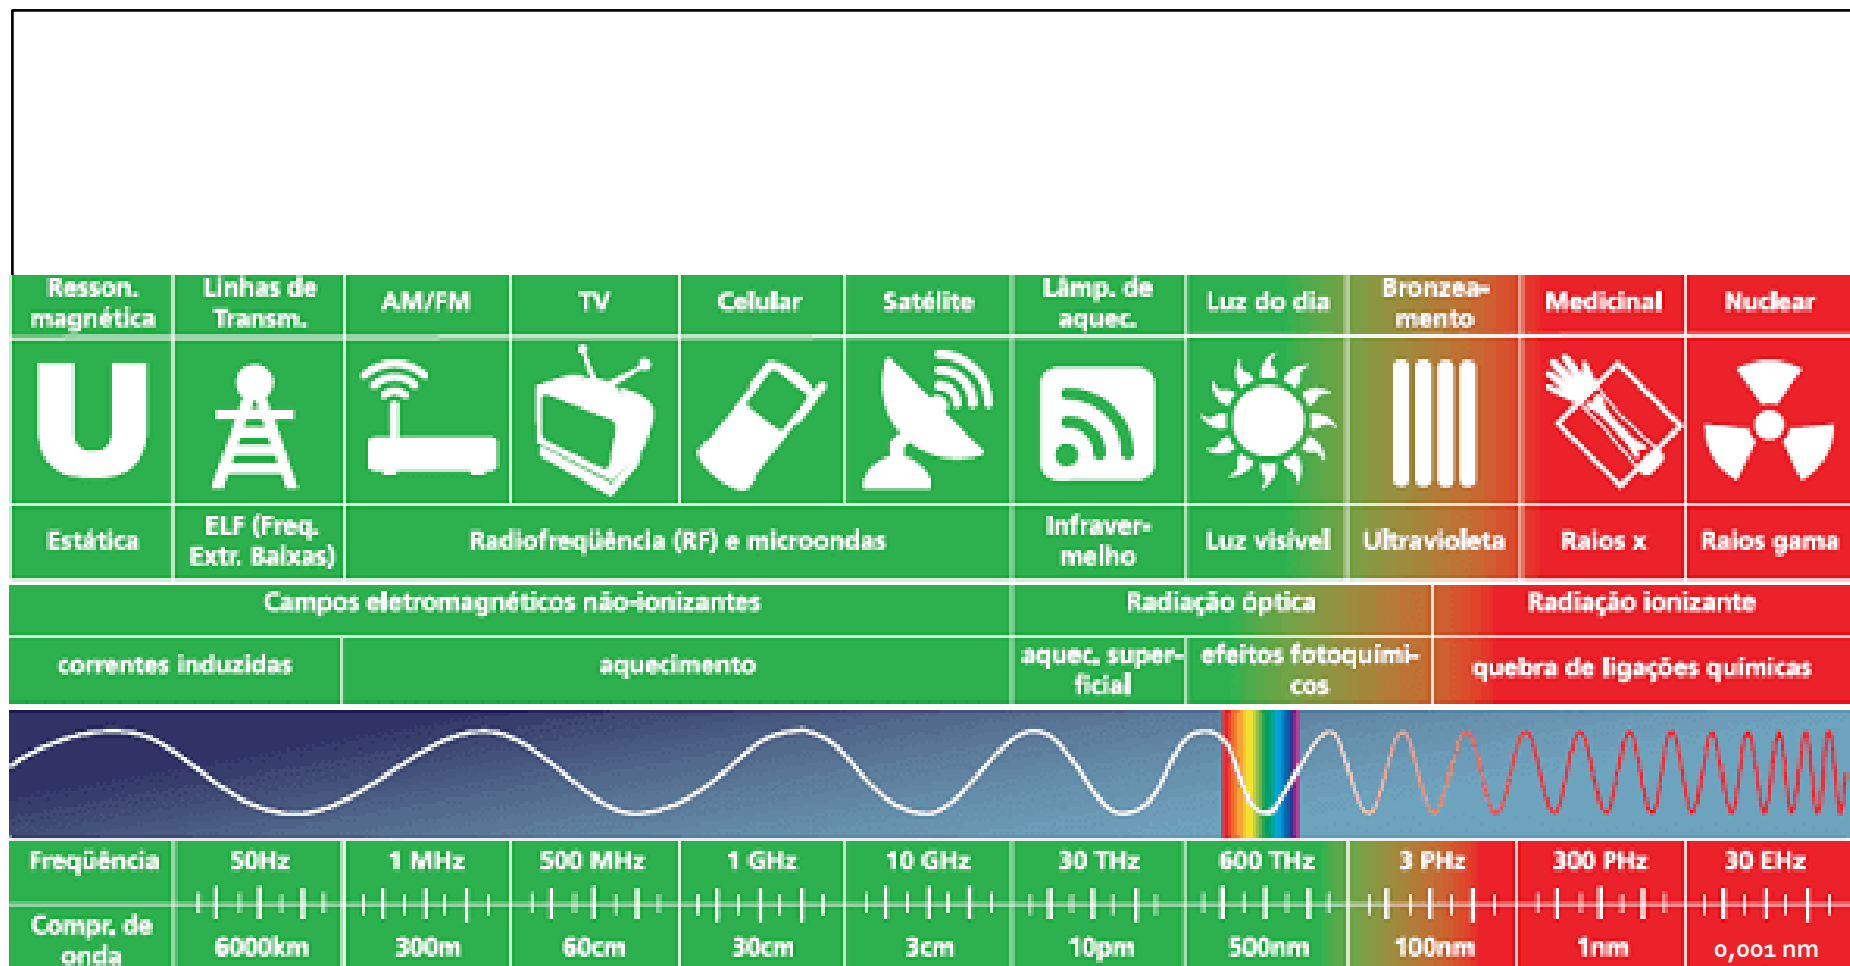 Resson.
magnética
Linhas de
Transm.
AM/FM
TV
Celular
Satélite
Lâmp. de
aquec.
Luz do dia
Bronzea-
mento
Medicinal
Nuclear
Estática
ELF (Freq.
Extr. Baixas)
Radiofreqüência (RF) e microondas
Infraver-
melho
Luz visível
Ultravioleta
Raios x
Raios gama
Campos eletromagnéticos não-ionizantes
Radiação óptica
Radiação ionizante
correntes induzidas
aquecimento
aquec. super-
ficial
efeitos fotoquími-
cos
quebra de ligações químicas
Freqüência
50Hz
1 MHz
500 MHz
1 GHz
10 GHz
30 THz
600 THz
3 PHz
300 PHz
30 EHz
Compr. de
onda
6000km
300m
60cm
30cm
3cm
10pm
500nm
100nm
1nm
0,001 nm